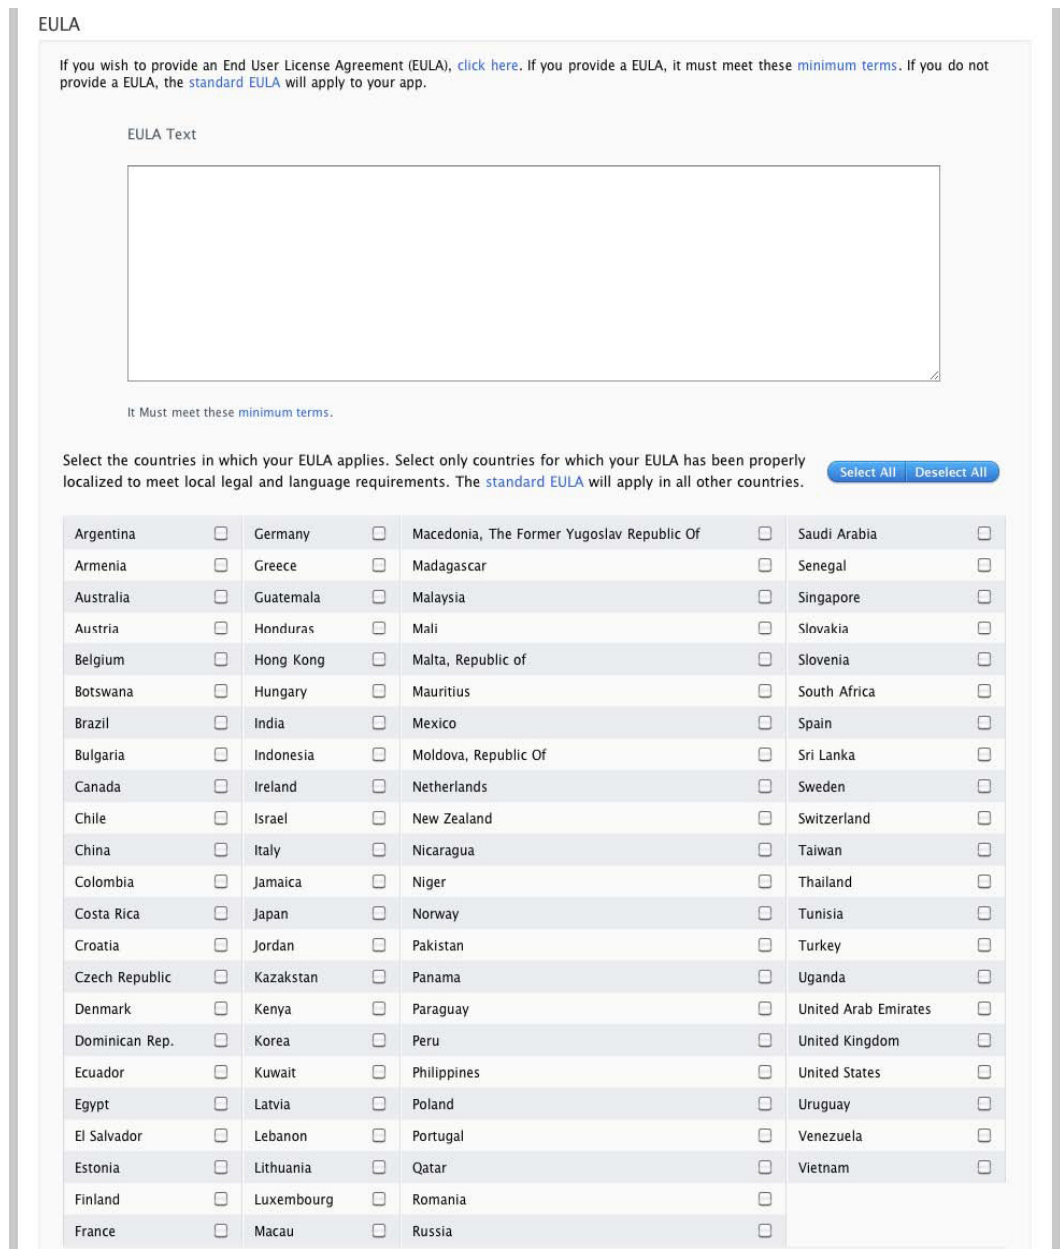 EULA
If you wish to provide an End User License Agreement (EULA), click here. If you provide a EULA, it must meet these minimum terms. If you do not
provide a EULA, the standard EULA will apply to your app.
EULA Text
It Must meet these minimum terms.
Select the countries in which your EULA applies. Select only countries for which your EULA has been properly
localized to meet local legal and language requirements. The standard EULA will apply in all other countries.
Select All Deselect All
Argentina Germany Macedonia, The Former Yugoslav Republic Of Saudi Arabia
Armenia Greece Madagascar Senegal
Australia Guatemala Malaysia Singapore
Austria Honduras Mali Slovakia
Belgium Hong Kong Malta, Republic of Slovenia
Botswana Hungary Mauritius South Africa
Brazil India Mexico Spain
Bulgaria Indonesia Moldova, Republic Of Sri Lanka
Canada Ireland Netherlands Sweden
Chile Israel New Zealand Switzerland
China Italy Nicaragua Taiwan
Colombia Jamaica Niger Thailand
Costa Rica Japan Norway Tunisia
Croatia Jordan Pakistan Turkey
Czech Republic Kazakstan Panama Uganda
Denmark Kenya Paraguay United Arab Emirates
Dominican Rep. Korea Peru United Kingdom
Ecuador Kuwait Philippines United States
Egypt Latvia Poland Uruguay
El Salvador Lebanon Portugal Venezuela
Estonia Lithuania Qatar Vietnam
Finland Luxembourg Romania
France Macau Russia